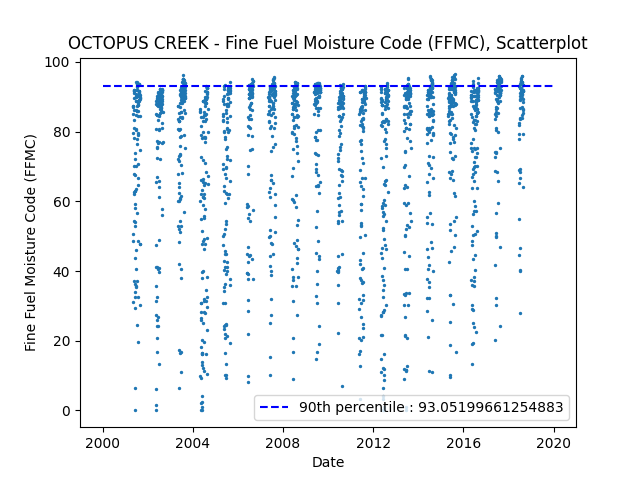 OCTOPUS CREEK - Fine Fuel Moisture Code (FFMC), Scatterplot
Fine Fuel Moisture Code (FFMC)
100
80
60
40
20
0
90th percentile : 93.05199661254883
2000 2004 2008 2012 2016 2020
Date